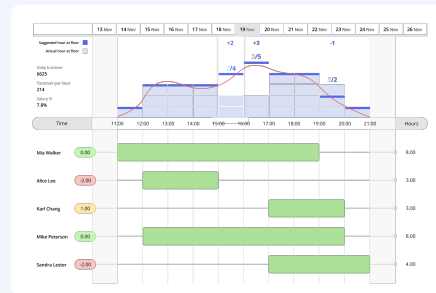 13 Nov 14 Nov 15 Nov 16 Nov 17 Nov 18 Nov 19 Nov 20 Nov 21 Nov 22 Nov 23 Nov 24 Nov 25 Nov 26 Nov
Suggested hour at floor
Actual hour at floor
+2 +3 -1
3/5
3/4
3/2
Daily turnover
6625
Turnover per hour
214
Salary %
7.8%
Time 11:00 12:00 13:00 14:00 15:00 16:00 17:00 18:00 19:00 20:00 21:00 Hours
Mia Walker 0.00 8.00
Alice Lee -2.00 3.00
Karl Chang 1.00 3.00
Mike Peterson 0.00 8.00
Sandra Lester -2.00 4.00